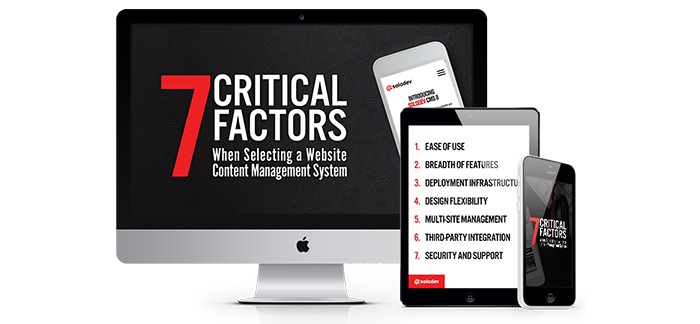 7 CRITICAL
FACTORS
When Selecting a Website
Content Management System
solodev
INTRODUCING
SOLODEV CMS 8
1. EASE OF USE
2. BREADTH OF FEATURES
3. DEPLOYMENT INFRASTRUCTU
4. DESIGN FLEXIBILITY
5. MULTI-SITE MANAGEMENT
6. THIRD-PARTY INTEGRATION
7. SECURITY AND SUPPORT
solodev
7 CRITICAL
FACTORS